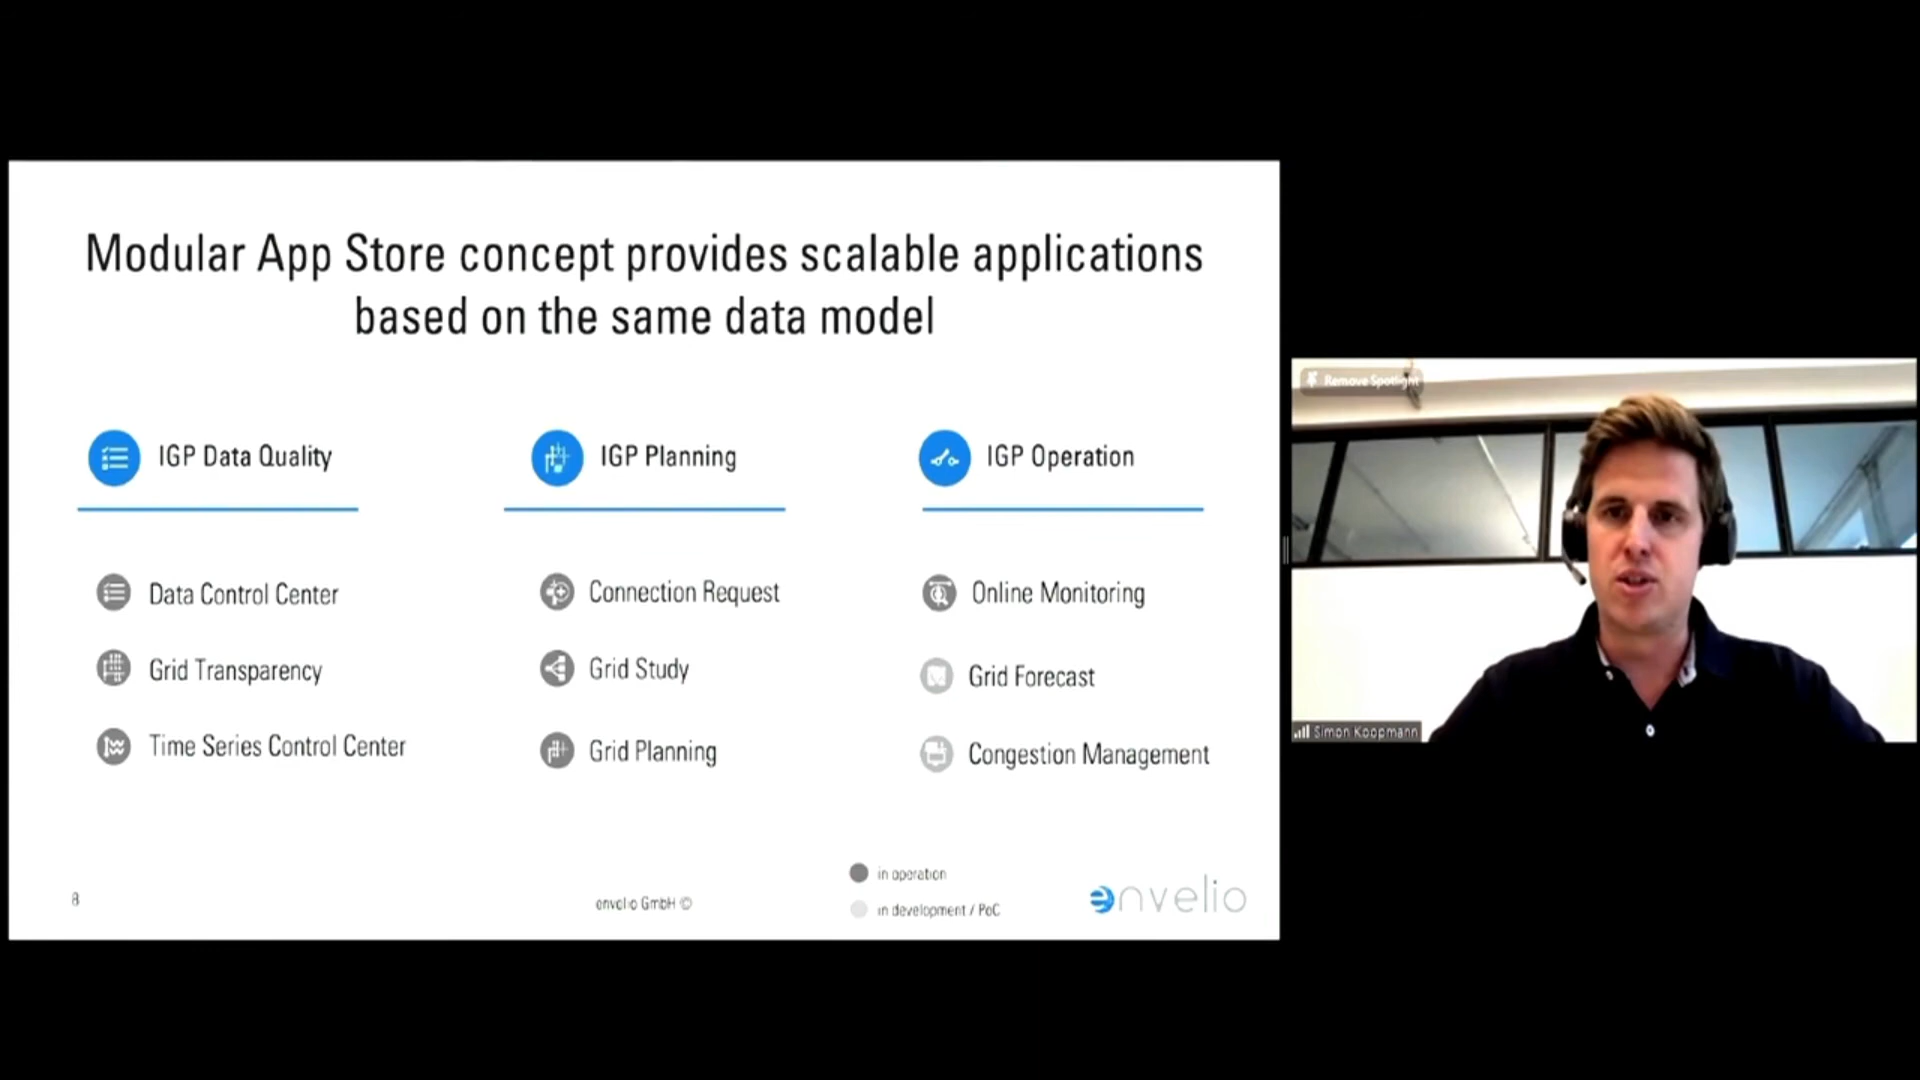 Modular App Store concept provides scalable applications
based on the same data model
IGP Data Quality
IGP Planning
IGP Operation
Data Control Center
Connection Request
Online Monitoring
Grid Transparency
Grid Study
Grid Forecast
Time Series Control Center
Grid Planning
Congestion Management
in operation
in development / PoC
8
envelio GmbH ©
envelio
Remove Spotlight
Simon Koopmann